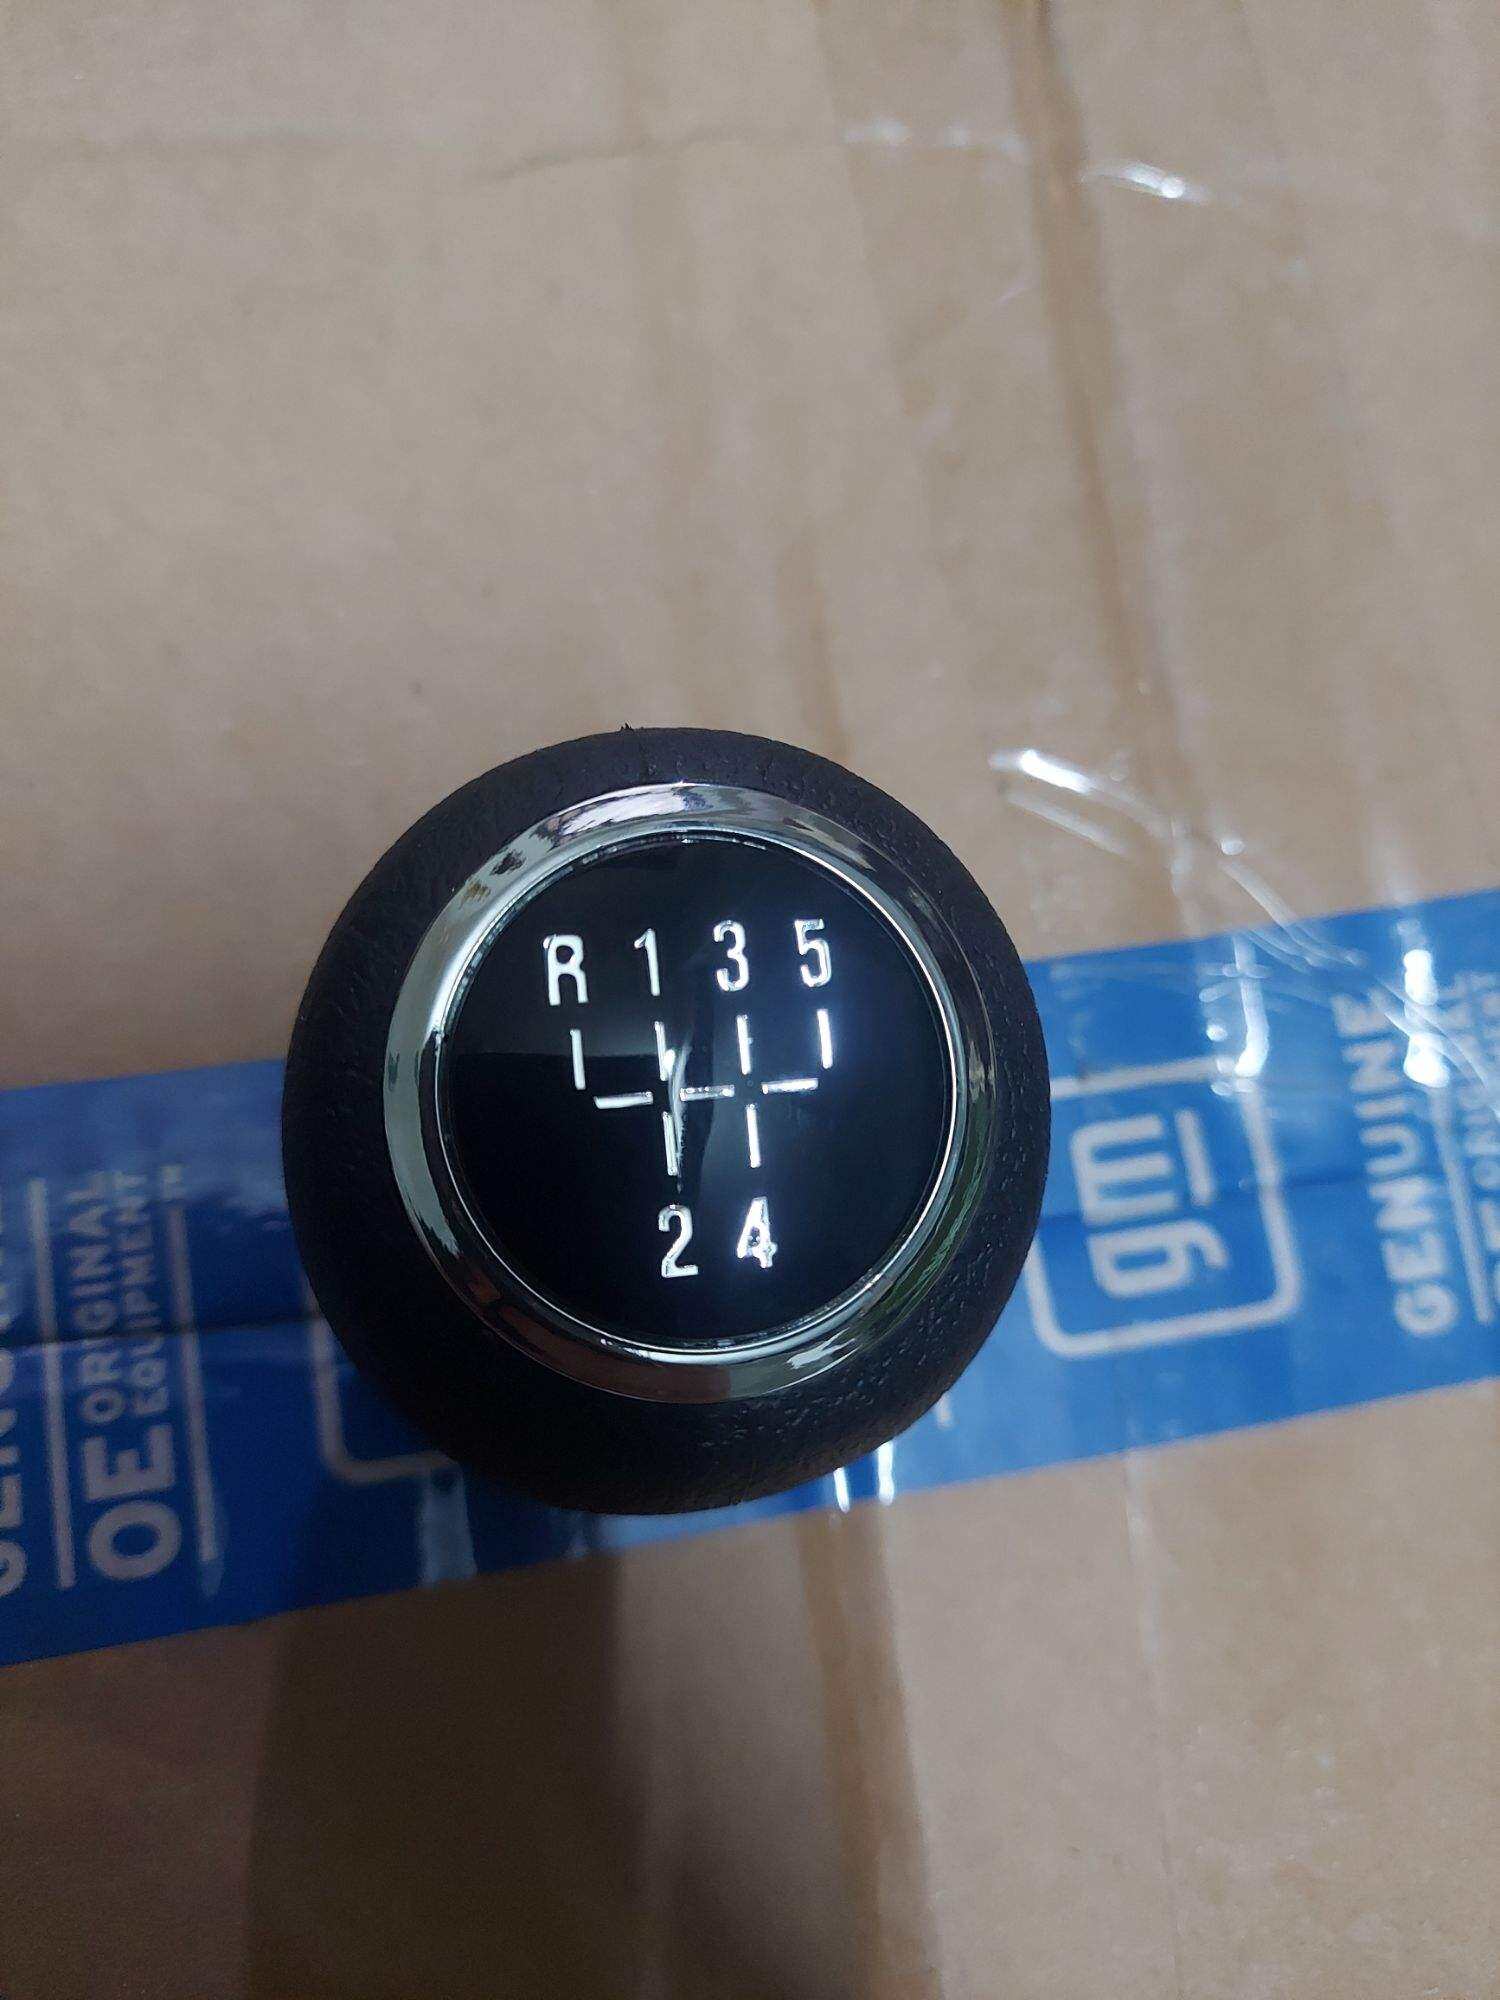 R 1 3 5
2 4
gm
GENUINE
OE ORIGINAL
EQUIPMENT